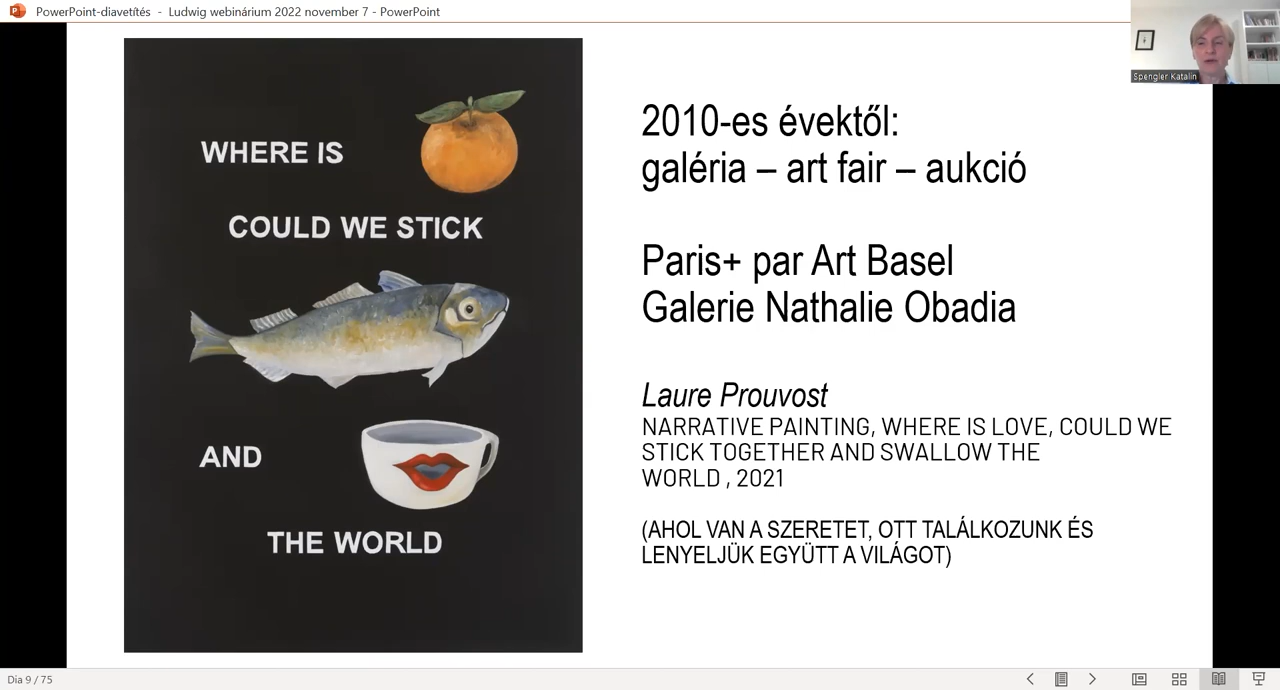 PowerPoint-diavetítés - Ludwig webinárium 2022 november 7 - PowerPoint
Spengler Katalin
WHERE IS
COULD WE STICK
AND
THE WORLD
2010-es évektől:
galéria – art fair – aukció
Paris+ par Art Basel
Galerie Nathalie Obadia
Laure Prouvost
NARRATIVE PAINTING, WHERE IS LOVE, COULD WE
STICK TOGETHER AND SWALLOW THE
WORLD , 2021
(AHOL VAN A SZERETET, OTT TALÁLKOZUNK ÉS
LENYELJÜK EGYÜTT A VILÁGOT)
Dia 9 / 75